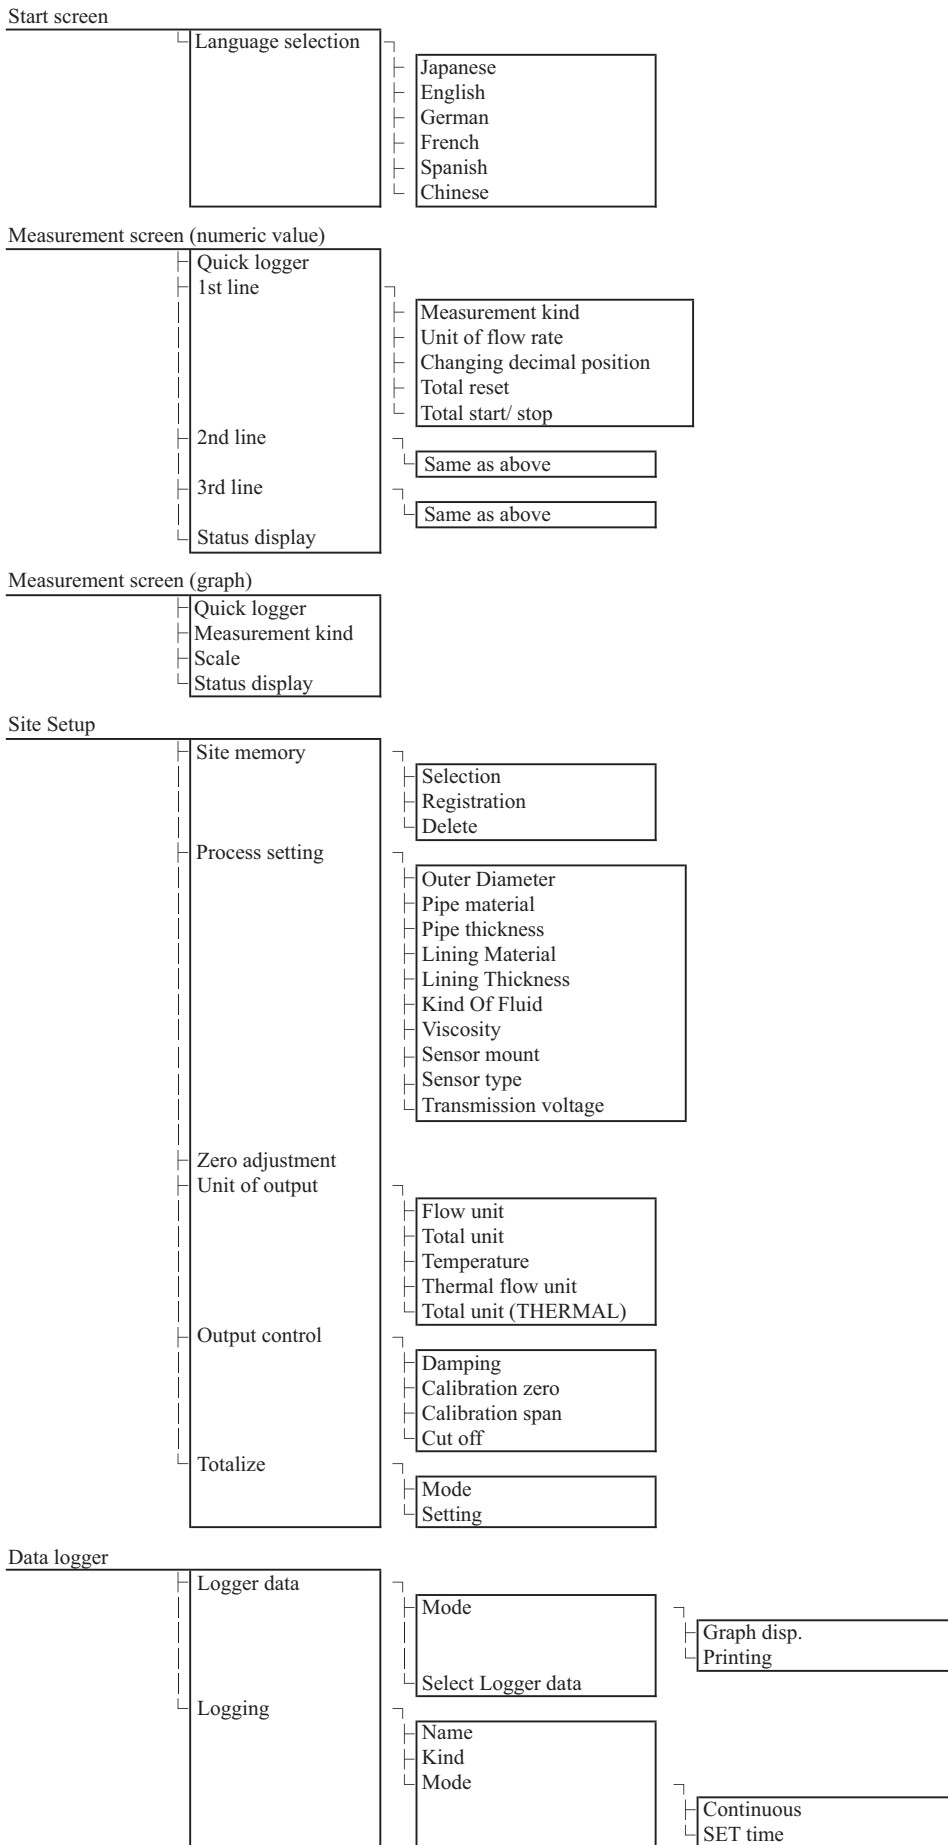 Start screen
Language selection
Japanese
English
German
French
Spanish
Chinese
Measurement screen (numeric value)
Quick logger
1st line
Measurement kind
Unit of flow rate
Changing decimal position
Total reset
Total start/ stop
2nd line
Same as above
3rd line
Same as above
Status display
Measurement screen (graph)
Quick logger
Measurement kind
Scale
Status display
Site Setup
Site memory
Selection
Registration
Delete
Process setting
Outer Diameter
Pipe material
Pipe thickness
Lining Material
Lining Thickness
Kind Of Fluid
Viscosity
Sensor mount
Sensor type
Transmission voltage
Zero adjustment
Unit of output
Flow unit
Total unit
Temperature
Thermal flow unit
Total unit (THERMAL)
Output control
Damping
Calibration zero
Calibration span
Cut off
Totalize
Mode
Setting
Data logger
Logger data
Mode
Graph disp.
Printing
Select Logger data
Logging
Name
Kind
Mode
Continuous
SET time